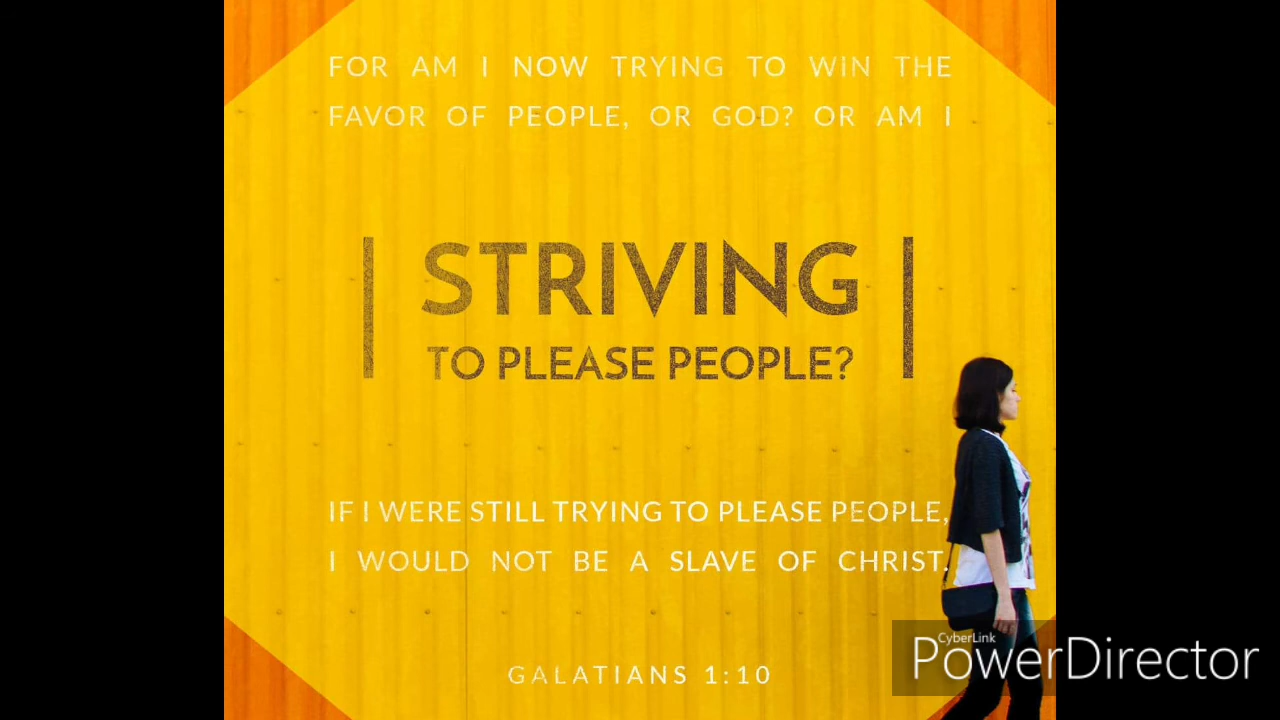 FOR AM I NOW TRYING TO WIN THE
FAVOR OF PEOPLE, OR GOD? OR AM I
STRIVING
TO PLEASE PEOPLE?
IF I WERE STILL TRYING TO PLEASE PEOPLE,
I WOULD NOT BE A SLAVE OF CHRIST.
GALATIANS 1:10
CyberLink
PowerDirector